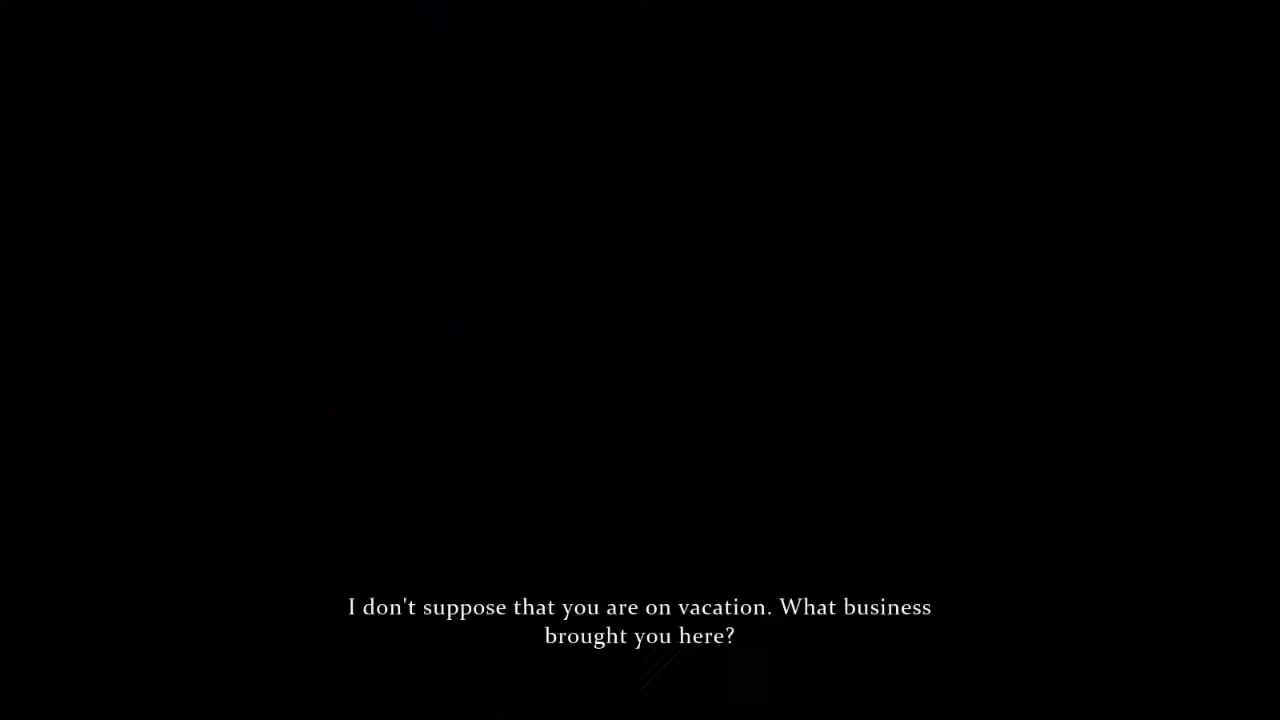 I don't suppose that you are on vacation. What business
brought you here?